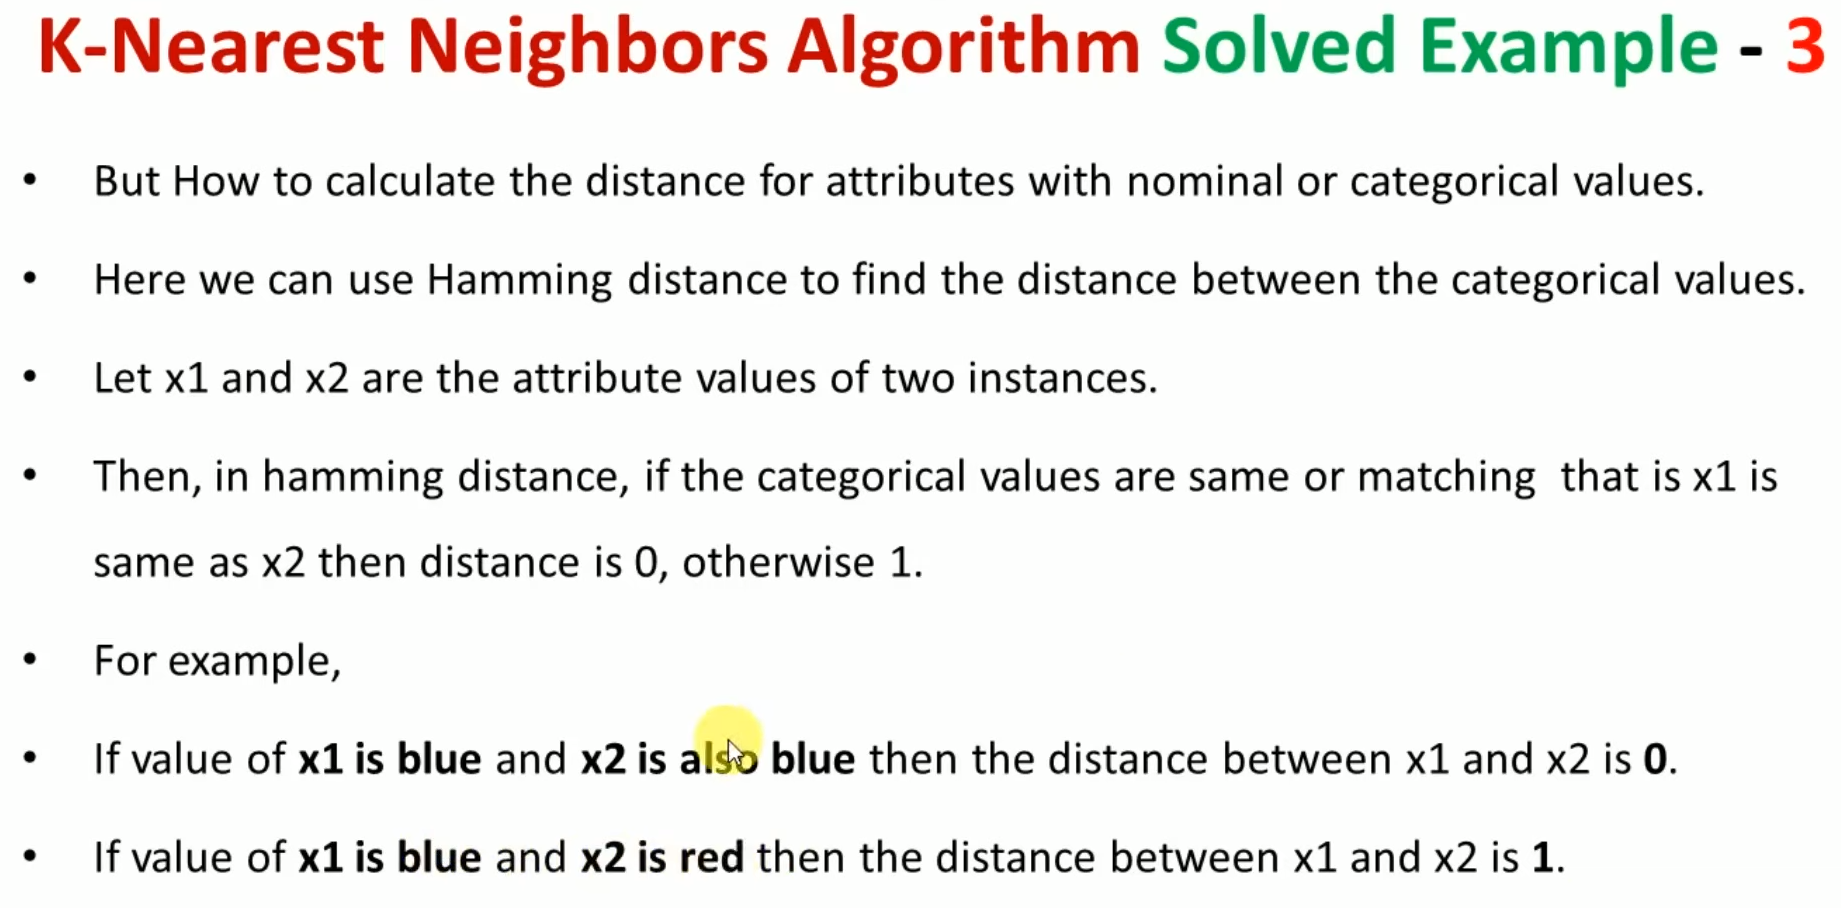 K-Nearest Neighbors Algorithm Solved Example - 3
• But How to calculate the distance for attributes with nominal or categorical values.
• Here we can use Hamming distance to find the distance between the categorical values.
• Let x1 and x2 are the attribute values of two instances.
• Then, in hamming distance, if the categorical values are same or matching that is x1 is
same as x2 then distance is 0, otherwise 1.
• For example,
• If value of x1 is blue and x2 is also blue then the distance between x1 and x2 is 0.
• If value of x1 is blue and x2 is red then the distance between x1 and x2 is 1.